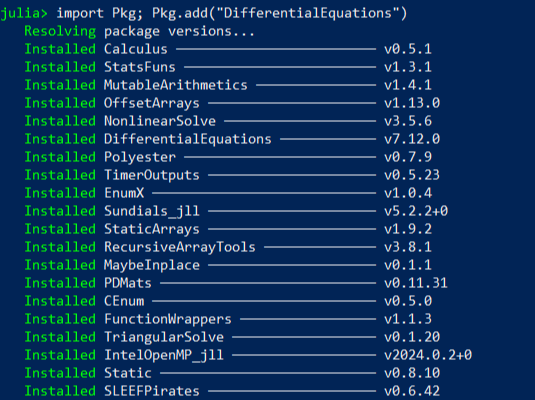 julia> import Pkg; Pkg.add("DifferentialEquations")
Resolving package versions...
Installed Calculus ────────────────────────── v0.5.1
Installed StatsFuns ───────────────────────── v1.3.1
Installed MutableArithmetics ──────────────── v1.4.1
Installed OffsetArrays ────────────────────── v1.13.0
Installed NonlinearSolve ──────────────────── v3.5.6
Installed DifferentialEquations ───────────── v7.12.0
Installed Polyester ───────────────────────── v0.7.9
Installed TimerOutputs ────────────────────── v0.5.23
Installed EnumX ───────────────────────────── v1.0.4
Installed Sundials_jll ────────────────────── v5.2.2+0
Installed StaticArrays ────────────────────── v1.9.2
Installed RecursiveArrayTools ─────────────── v3.8.1
Installed MaybeInplace ────────────────────── v0.1.1
Installed PDMats ──────────────────────────── v0.11.31
Installed CEnum ───────────────────────────── v0.5.0
Installed FunctionWrappers ────────────────── v1.1.3
Installed TriangularSolve ─────────────────── v0.1.20
Installed IntelOpenMP_jll ─────────────────── v2024.0.2+0
Installed Static ──────────────────────────── v0.8.10
Installed SLEEFPirates ────────────────────── v0.6.42